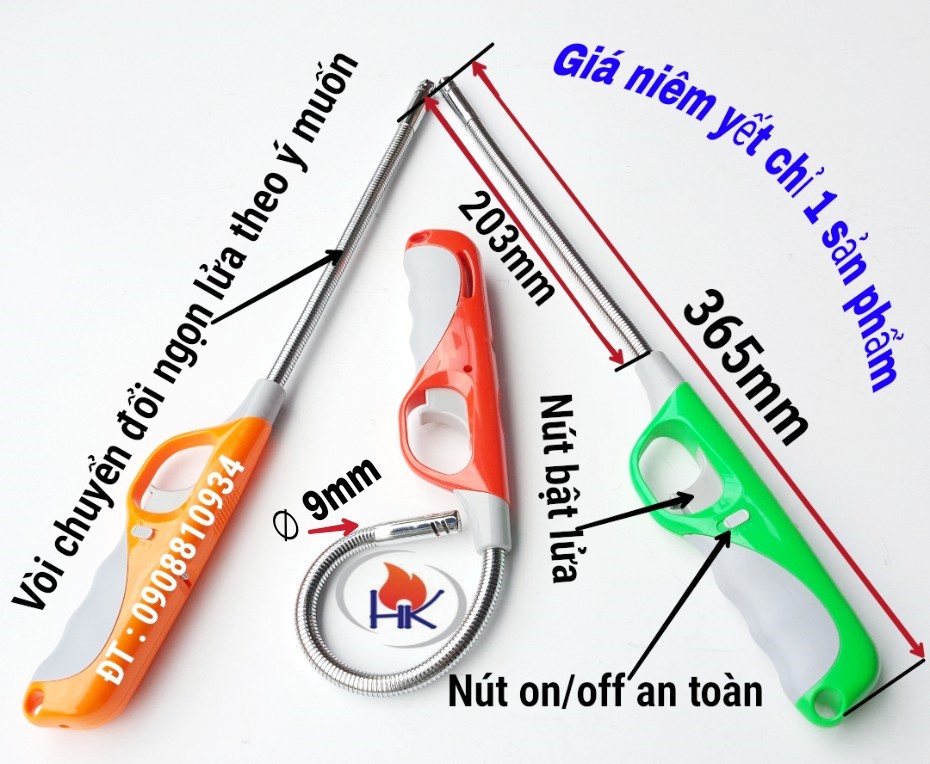 Giá niêm yết chỉ 1 sản phẩm
Vòi chuyển đổi ngọn lửa theo ý muốn
203mm
365mm
Nút bật lửa
Ø 9mm
ĐT : 0908810934
HK
Nút on/off an toàn